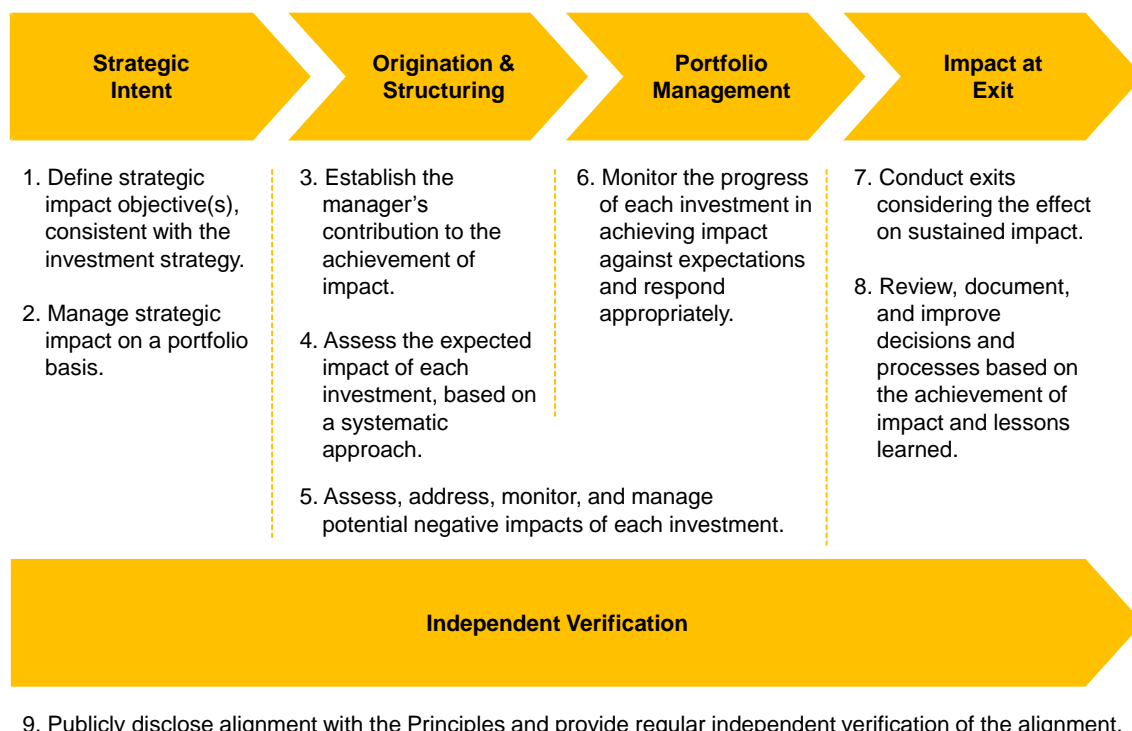 Strategic
Intent
Origination &
Structuring
Portfolio
Management
Impact at
Exit
1. Define strategic
impact objective(s),
consistent with the
investment strategy.
2. Manage strategic
impact on a portfolio
basis.
3. Establish the
manager's
contribution to the
achievement of
impact.
4. Assess the expected
impact of each
investment, based on
a systematic
approach.
5. Assess, address, monitor, and manage
potential negative impacts of each investment.
6. Monitor the progress
of each investment in
achieving impact
against expectations
and respond
appropriately.
7. Conduct exits
considering the effect
on sustained impact.
8. Review, document,
and improve
decisions and
processes based on
the achievement of
impact and lessons
learned.
Independent Verification
9. Publicly disclose alignment with the Principles and provide regular independent verification of the alignment.